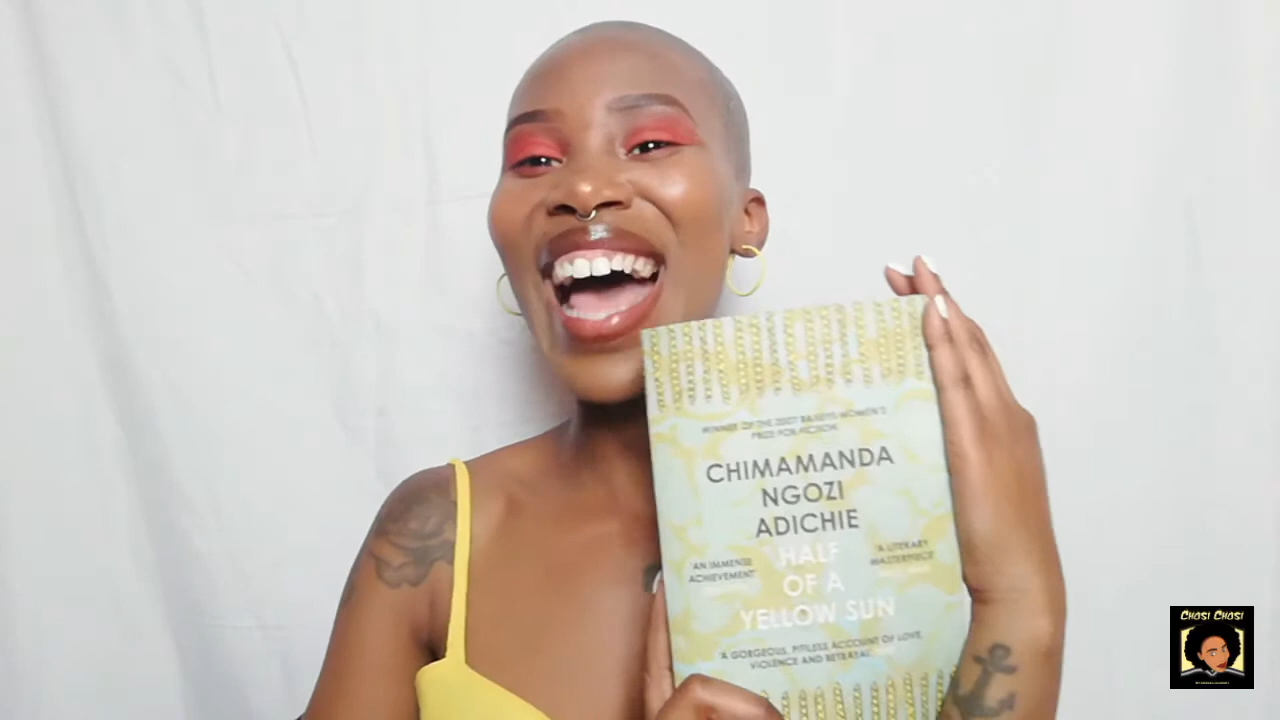 WINNER OF THE 2007 BAILEYS WOMEN'S
PRIZE FOR FICTION
CHIMAMANDA
NGOZI
ADICHIE
HALF
OF A
YELLOW SUN
'AN IMMENSE
ACHIEVEMENT'
'A LITERARY
MASTERPIECE'
'A GORGEOUS, PITILESS ACCOUNT OF LOVE,
VIOLENCE AND BETRAYAL'
CHOSI CHOSI